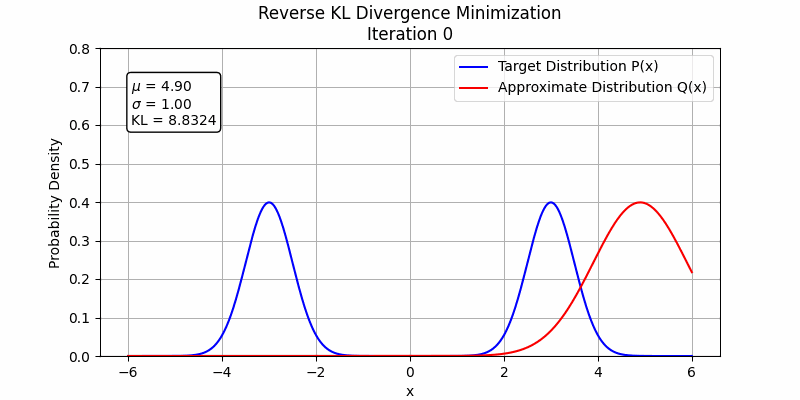 Reverse KL Divergence Minimization
Iteration 0
0.8
0.7
0.6
0.5
0.4
0.3
0.2
0.1
0.0
Probability Density
μ = 4.90
σ = 1.00
KL = 8.8324
Target Distribution P(x)
Approximate Distribution Q(x)
−6
−4
−2
0
2
4
6
x